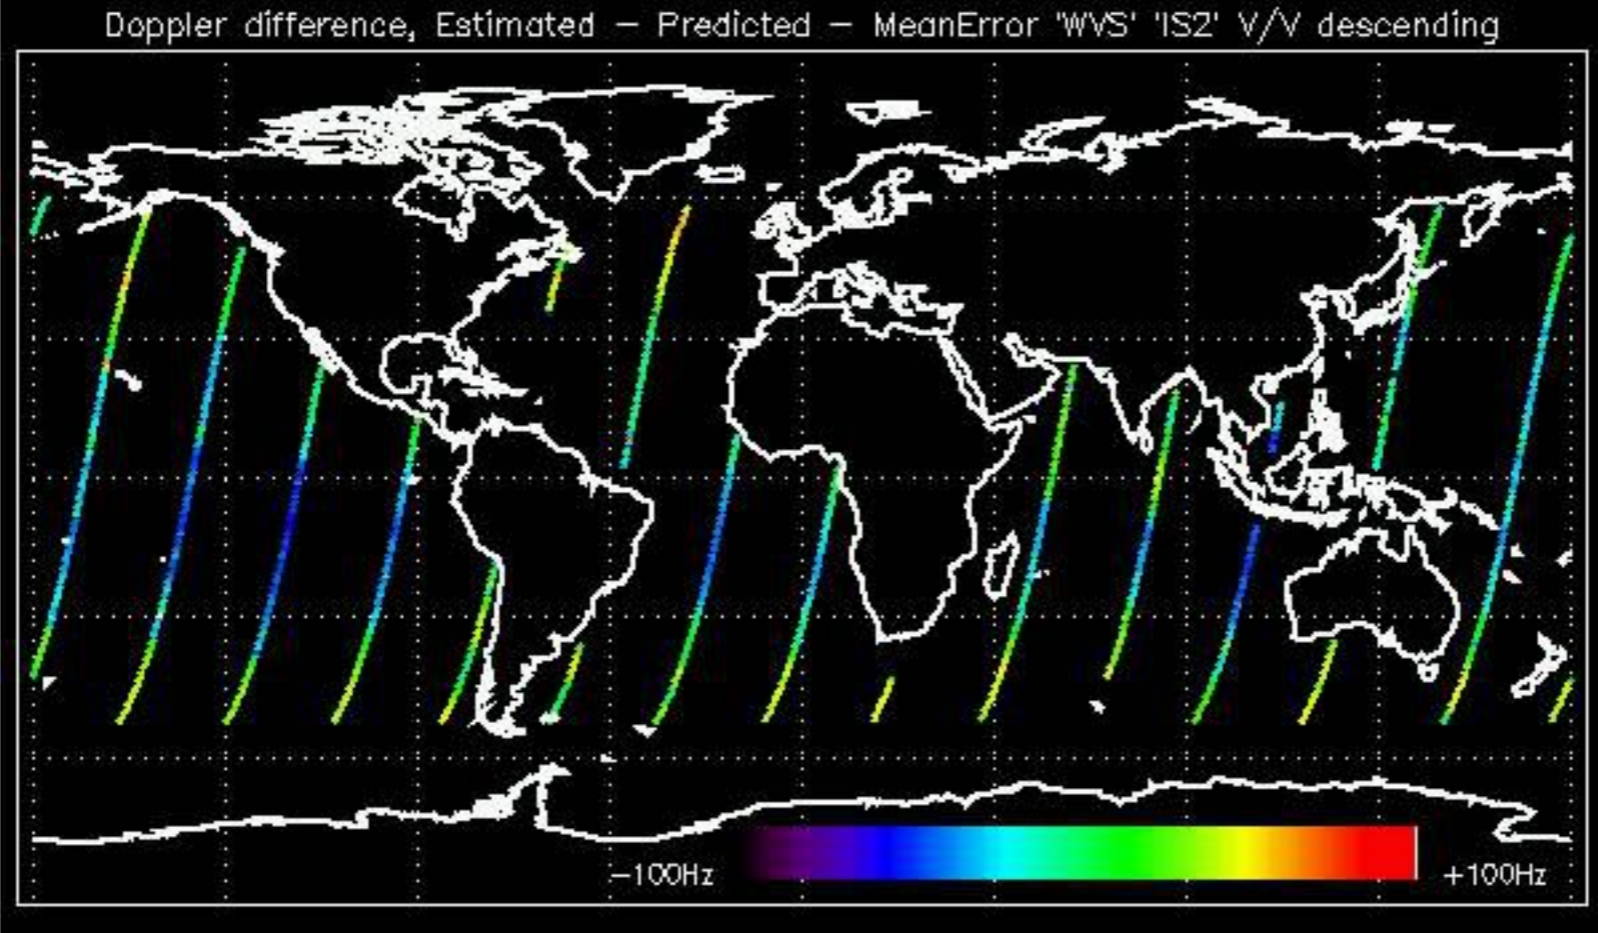 Doppler difference, Estimated – Predicted – MeanError 'WVS' 'IS2' V/V descending
–100Hz +100Hz